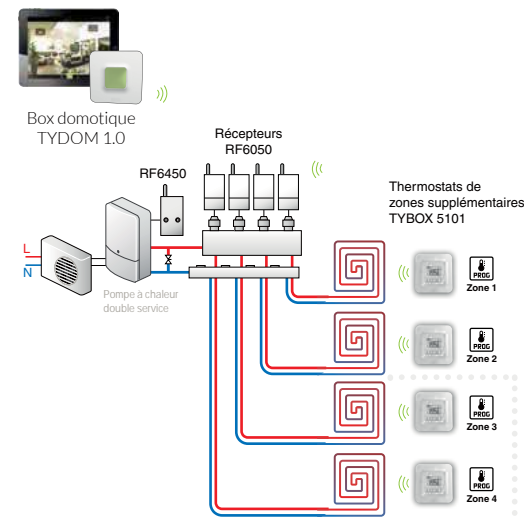 Box domotique
TYDOM 1.0
Récepteurs
RF6050
RF6450
Thermostats de
zones supplémentaires
TYBOX 5101
L
N
Pompe à chaleur
double service
PROG
Zone 1
PROG
Zone 2
PROG
Zone 3
PROG
Zone 4